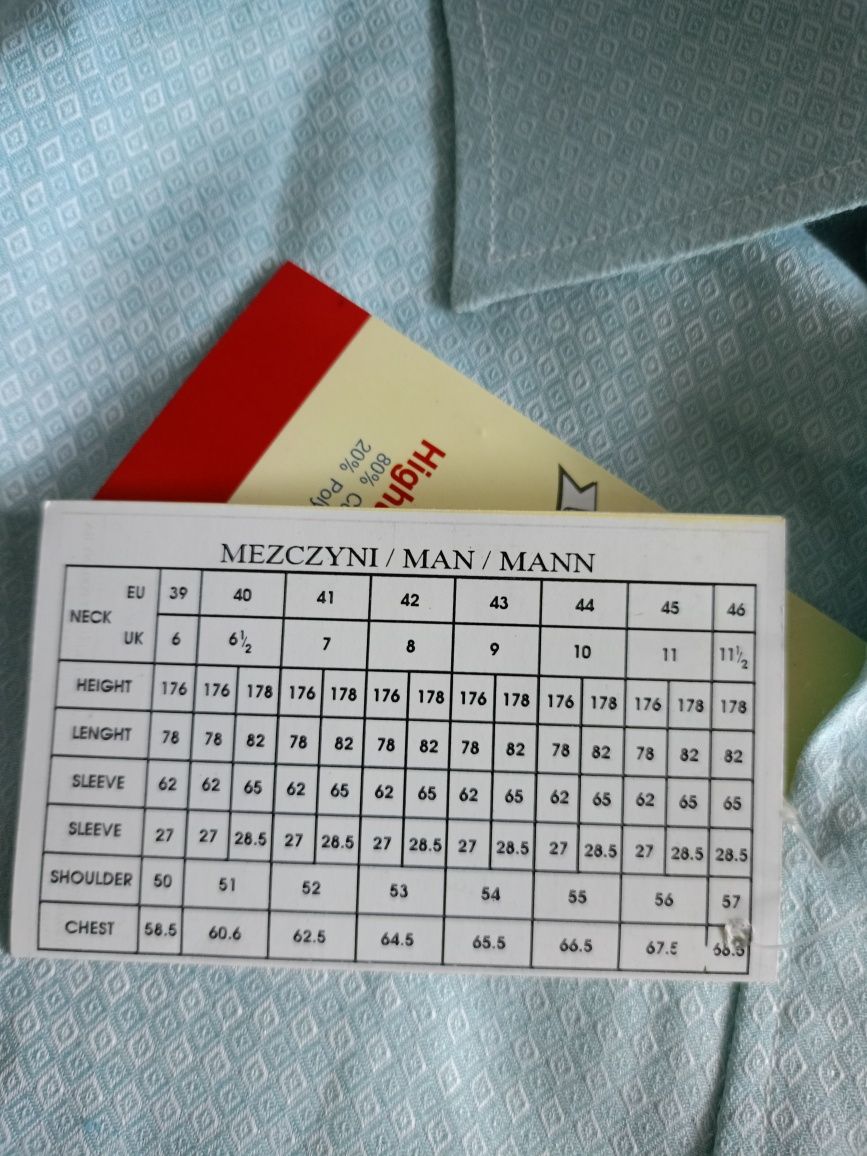 High
80% C
20% Poly
MEZCZYNI / MAN / MANN
NECK
EU 39 40 41 42 43 44 45 46
UK 6 6½ 7 8 9 10 11 11½
HEIGHT 176 176 178 176 178 176 178 176 178 176 178 176 178 178
LENGHT 78 78 82 78 82 78 82 78 82 78 82 78 82 82
SLEEVE 62 62 65 62 65 62 65 62 65 62 65 62 65 65
SLEEVE 27 27 28.5 27 28.5 27 28.5 27 28.5 27 28.5 27 28.5 28.5
SHOULDER 50 51 52 53 54 55 56 57
CHEST 58.5 60.6 62.5 64.5 65.5 66.5 67.5 68.5